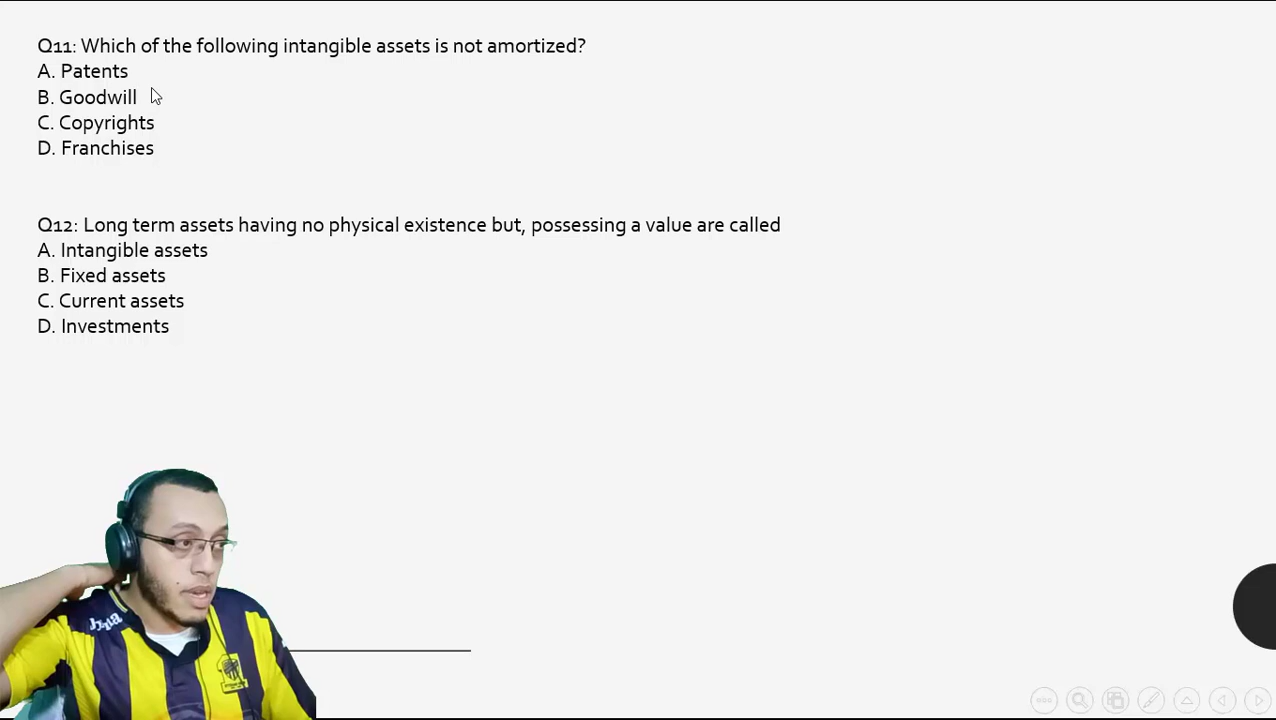 Q11: Which of the following intangible assets is not amortized?
A. Patents
B. Goodwill
C. Copyrights
D. Franchises
Q12: Long term assets having no physical existence but, possessing a value are called
A. Intangible assets
B. Fixed assets
C. Current assets
D. Investments
Joma